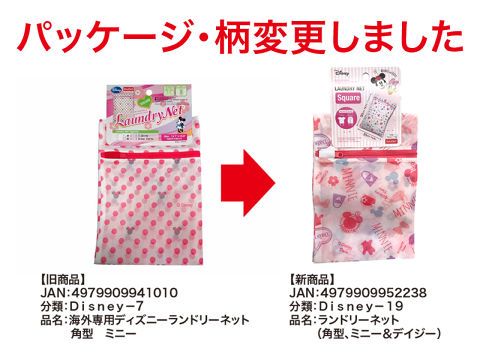 パッケージ・柄変更しました
Disney
Laundry Net
Disney
LAUNDRY NET
Square
MINNIE
【旧商品】
JAN:4979909941010
分類:Disney−7
品名:海外専用ディズニーランドリーネット
角型　ミニー
【新商品】
JAN:4979909952238
分類:Disney−19
品名:ランドリーネット
（角型、ミニー&デイジー）